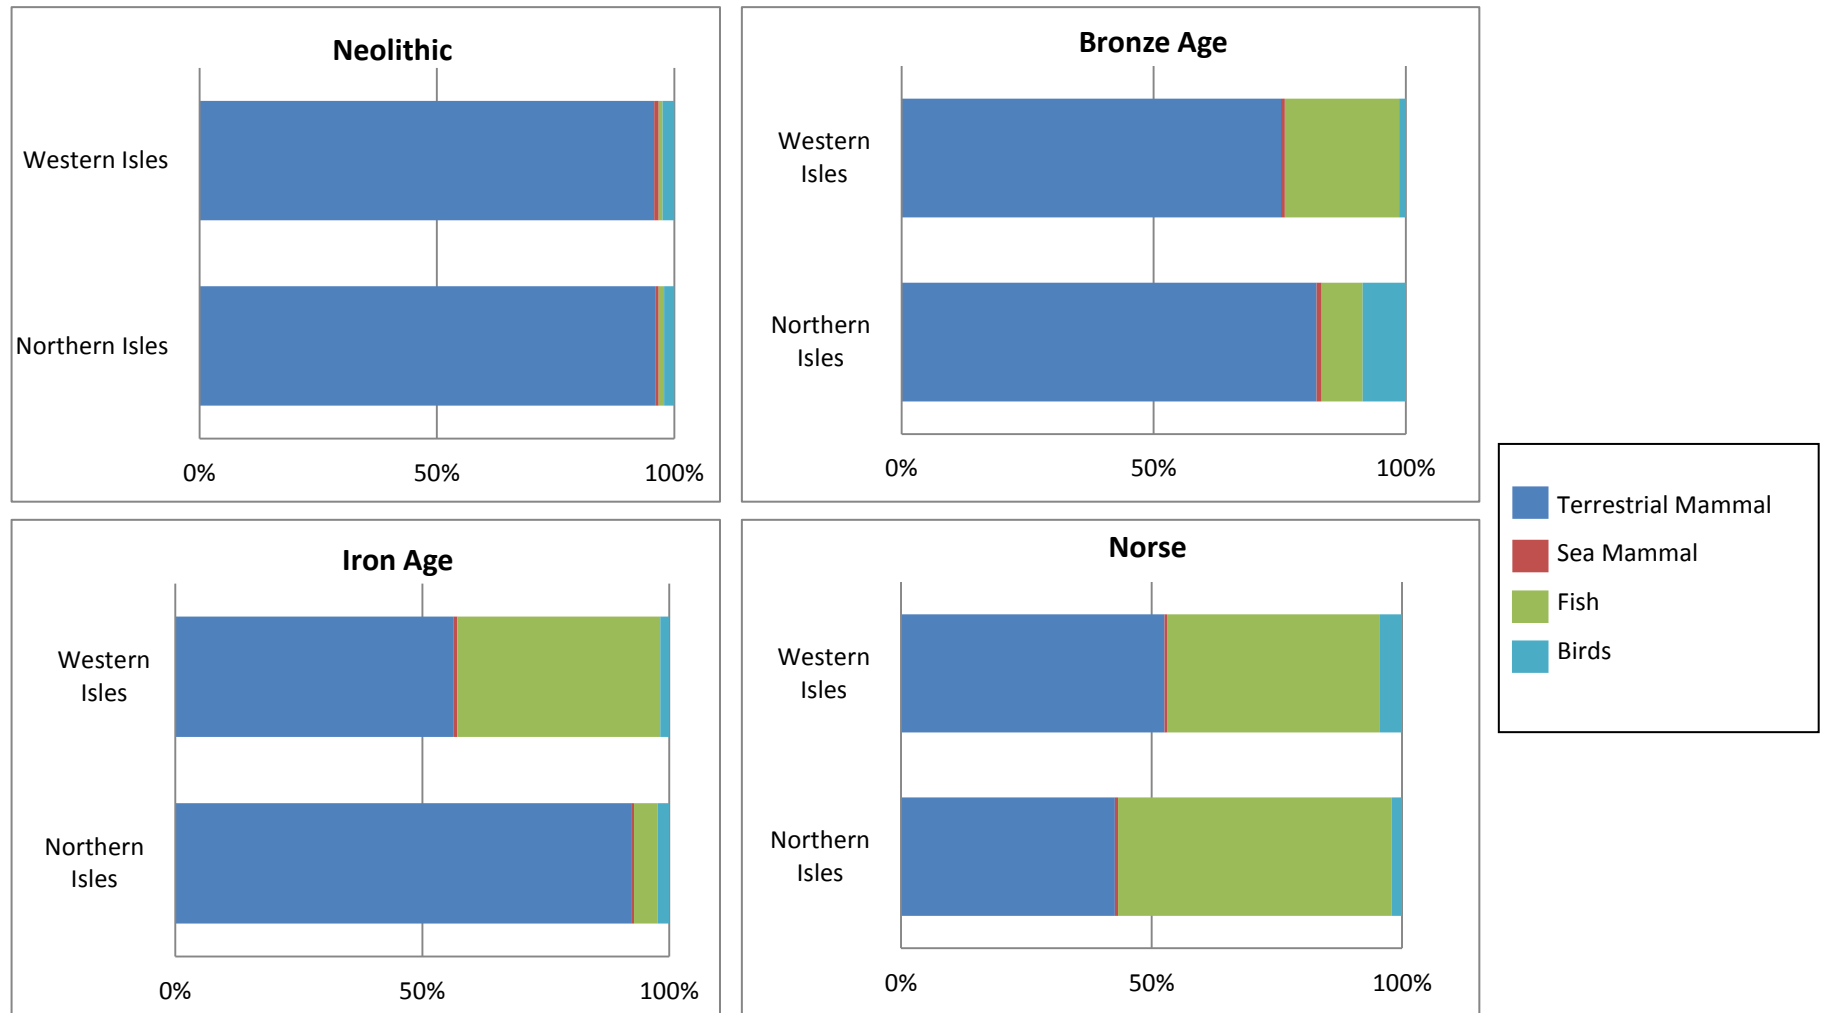 Neolithic
Western Isles
Northern Isles
0% 50% 100%
Bronze Age
Western
Isles
Northern
Isles
0% 50% 100%
Iron Age
Western
Isles
Northern
Isles
0% 50% 100%
Norse
Western
Isles
Northern
Isles
0% 50% 100%
Terrestrial Mammal
Sea Mammal
Fish
Birds